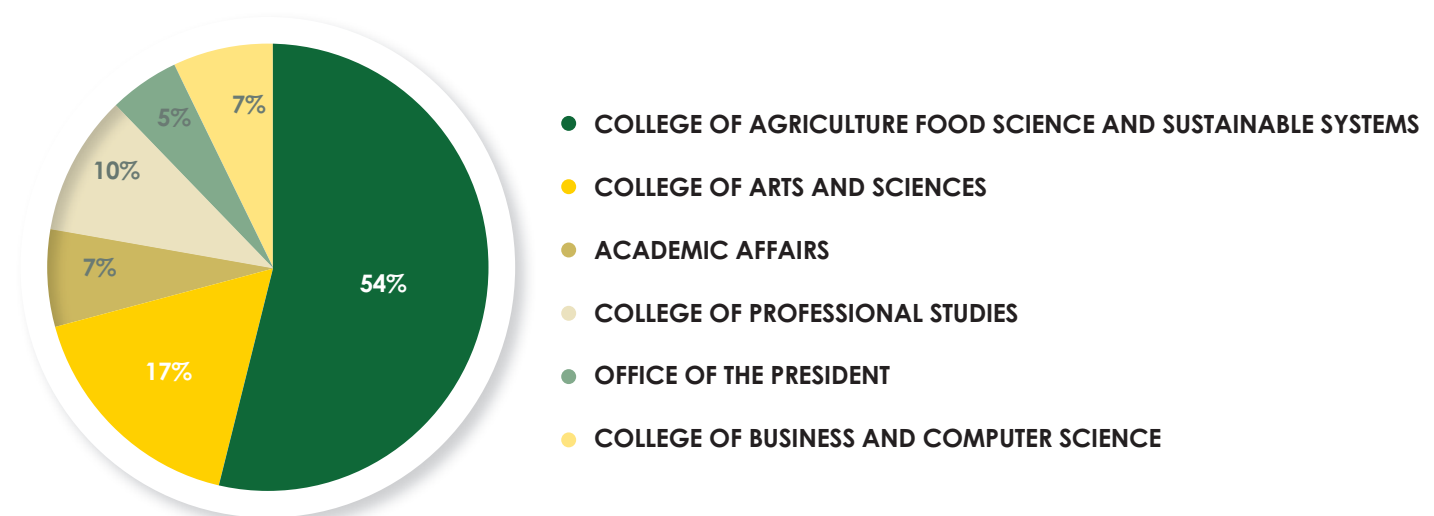 7%
5%
10%
7%
54%
17%
COLLEGE OF AGRICULTURE FOOD SCIENCE AND SUSTAINABLE SYSTEMS
COLLEGE OF ARTS AND SCIENCES
ACADEMIC AFFAIRS
COLLEGE OF PROFESSIONAL STUDIES
OFFICE OF THE PRESIDENT
COLLEGE OF BUSINESS AND COMPUTER SCIENCE